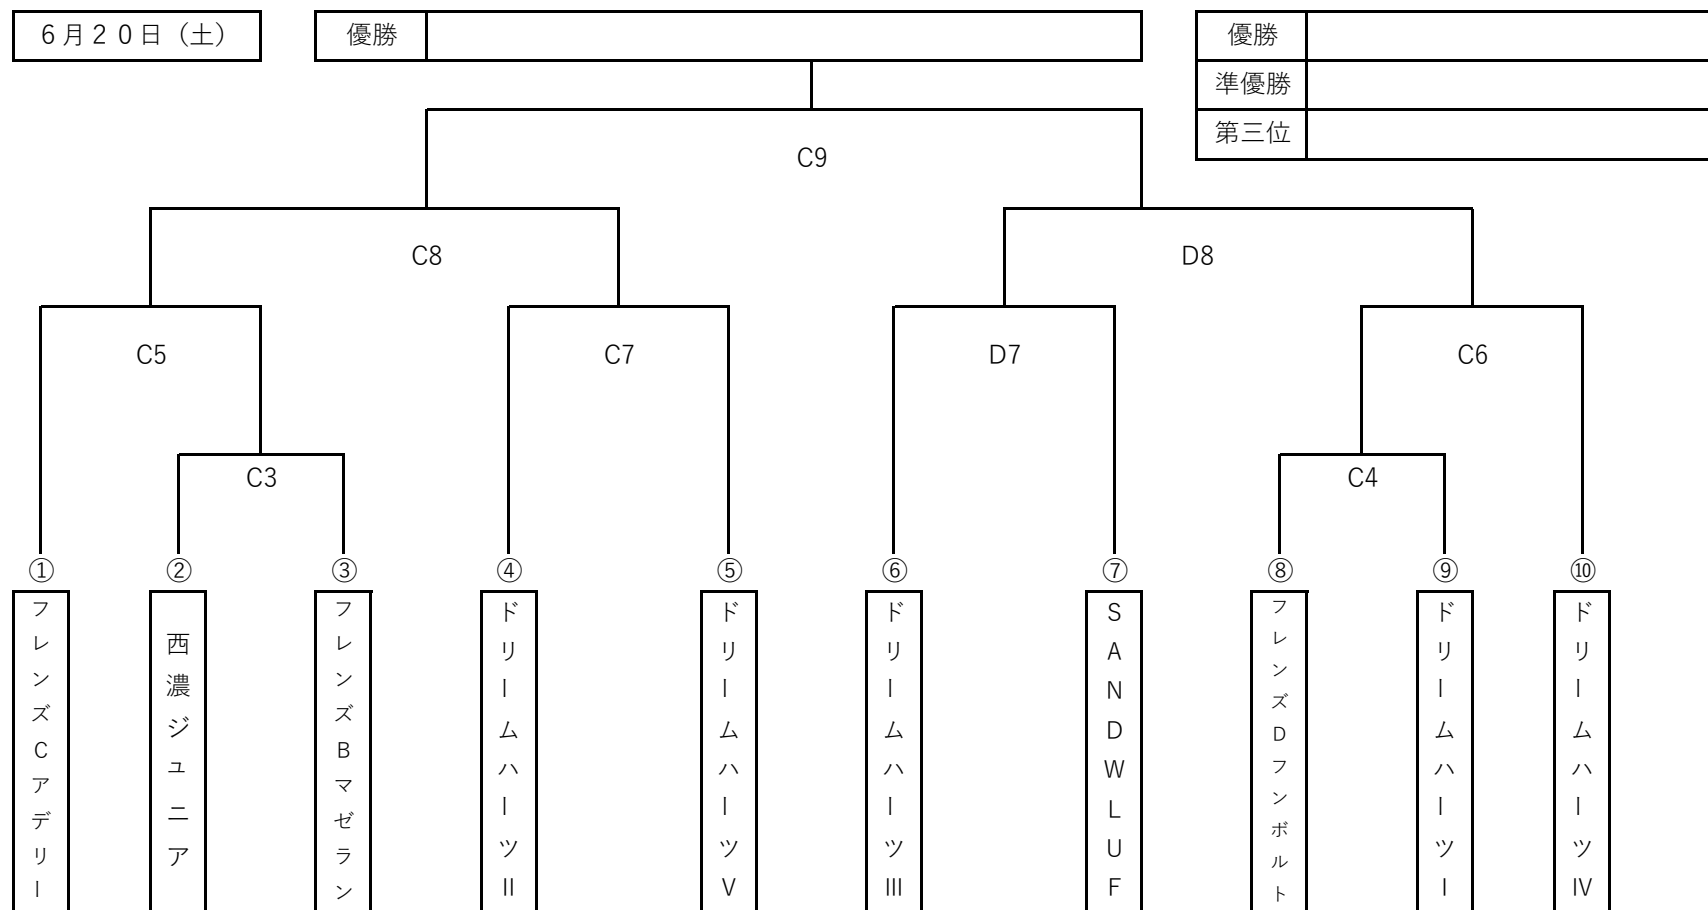 ６月２０日（土）
優勝
優勝
準優勝
第三位
C9
C8
D8
C5
C7
D7
C6
C3
C4
①
②
③
④
⑤
⑥
⑦
⑧
⑨
⑩
フレンズCアデリー
西濃ジュニア
フレンズBマゼラン
ドリームハーツⅡ
ドリームハーツⅤ
ドリームハーツⅢ
SANDWLUF
フレンズDフンボルト
ドリームハーツⅠ
ドリームハーツⅣ